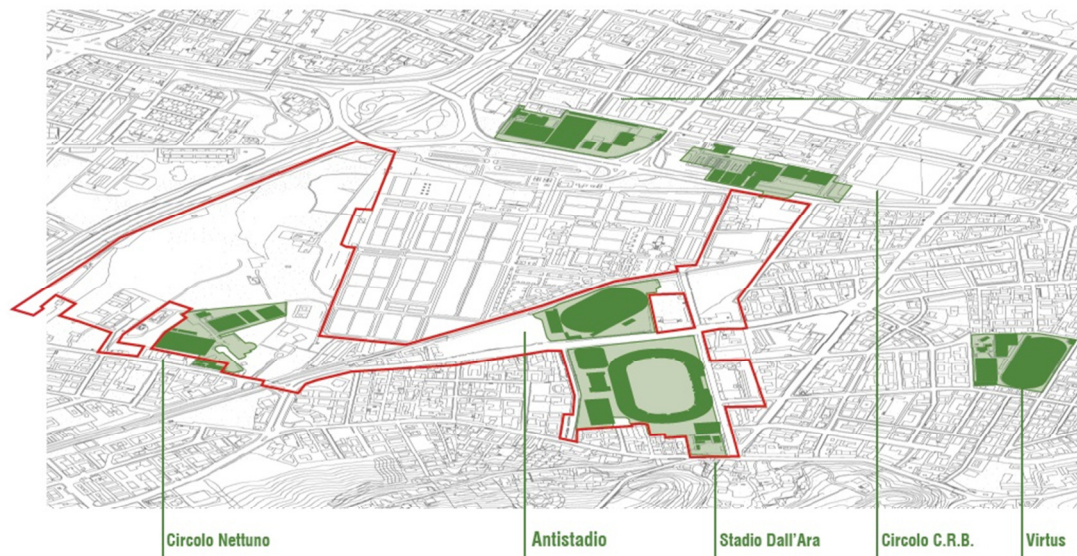 Circolo Nettuno
Antistadio
Stadio Dall'Ara
Circolo C.R.B.
Virtus